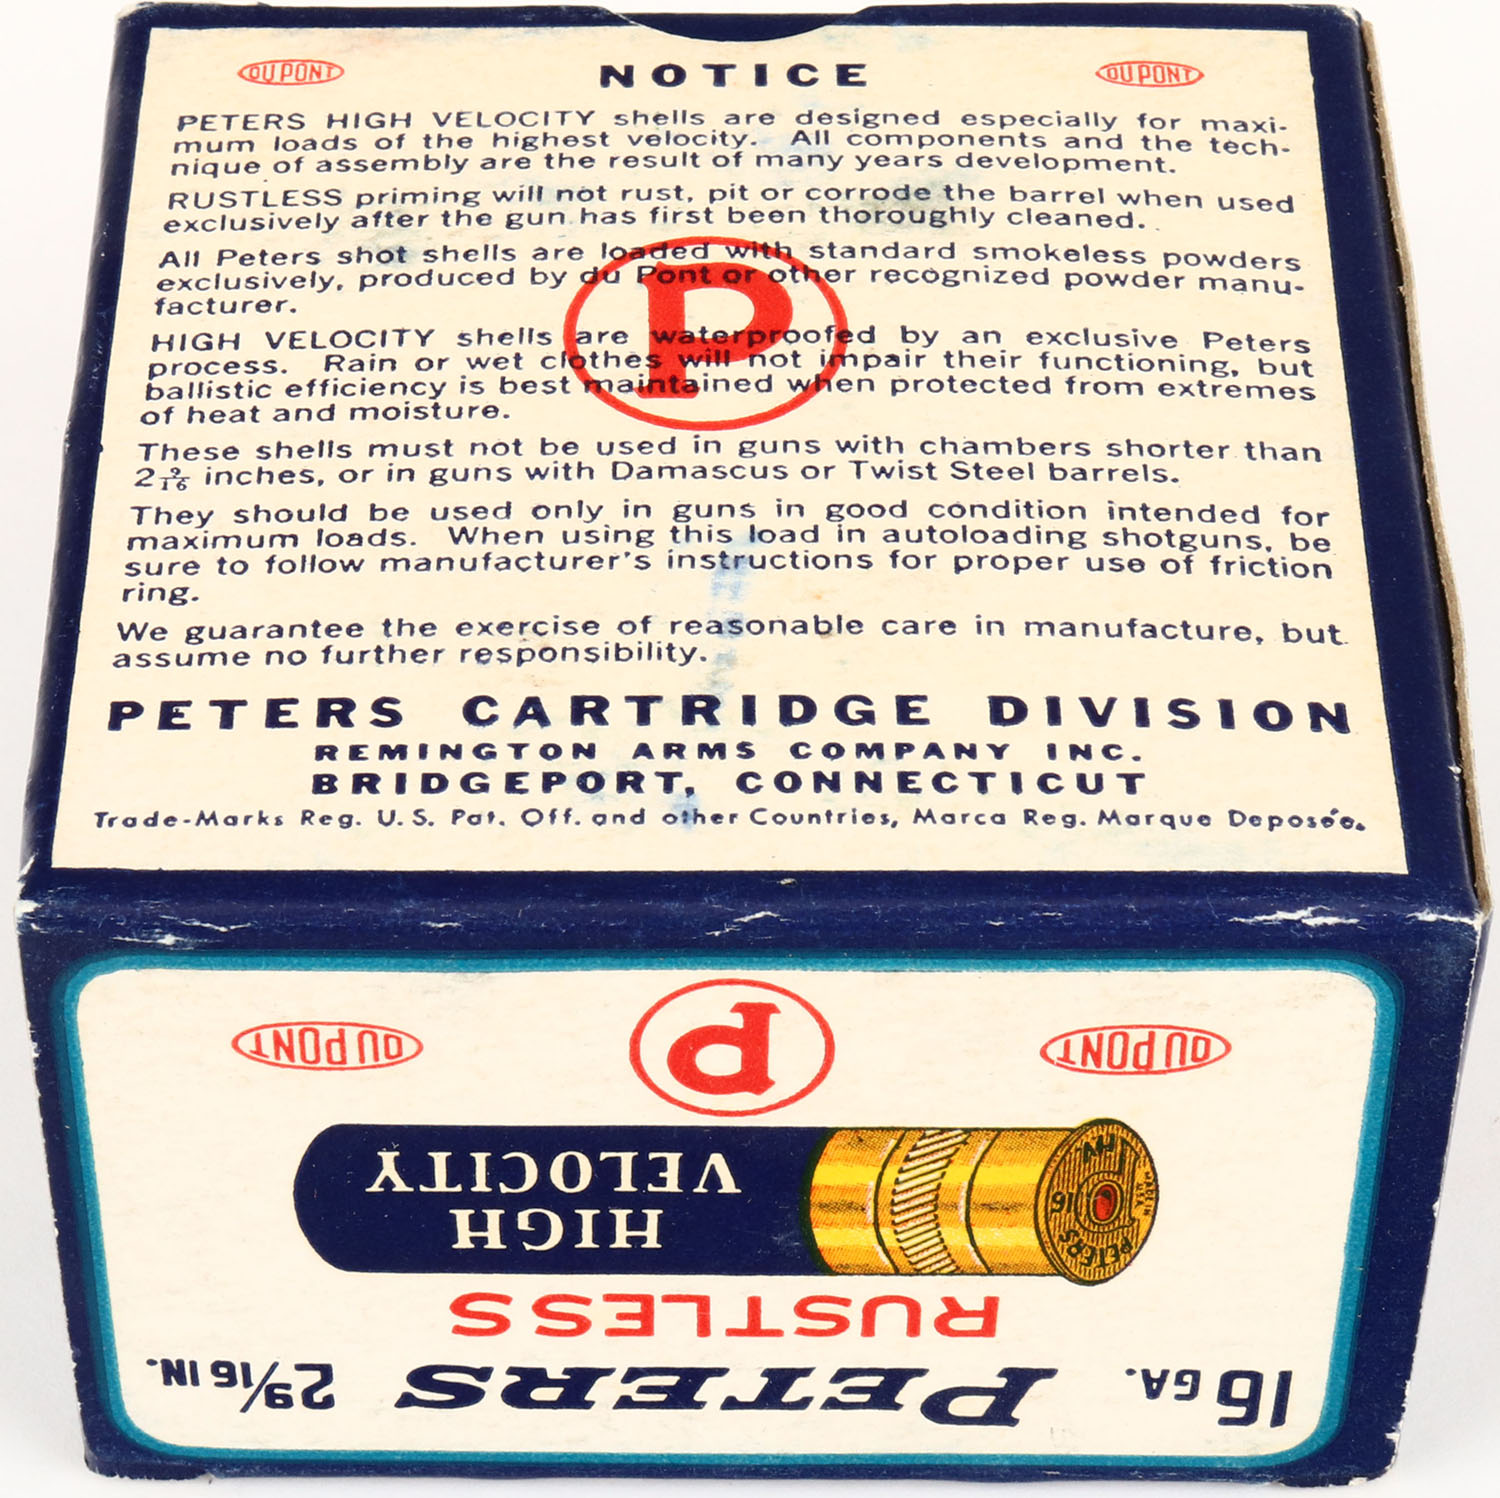 DU PONT NOTICE DU PONT
PETERS HIGH VELOCITY shells are designed especially for maxi-
mum loads of the highest velocity. All components and the tech-
nique of assembly are the result of many years development.
RUSTLESS priming will not rust, pit or corrode the barrel when used
exclusively after the gun has first been thoroughly cleaned.
All Peters shot shells are loaded with standard smokeless powders
exclusively, produced by du Pont or other recognized powder manu-
facturer.
P
HIGH VELOCITY shells are waterproofed by an exclusive Peters
process. Rain or wet clothes will not impair their functioning, but
ballistic efficiency is best maintained when protected from extremes
of heat and moisture.
These shells must not be used in guns with chambers shorter than
2 9/16 inches, or in guns with Damascus or Twist Steel barrels.
They should be used only in guns in good condition intended for
maximum loads. When using this load in autoloading shotguns, be
sure to follow manufacturer's instructions for proper use of friction
ring.
We guarantee the exercise of reasonable care in manufacture, but
assume no further responsibility.
PETERS CARTRIDGE DIVISION
REMINGTON ARMS COMPANY INC.
BRIDGEPORT, CONNECTICUT
Trade-Marks Reg. U.S. Pat. Off. and other Countries, Marca Reg. Marque Deposée.
16 GA. PETERS 2 9/16 IN.
RUSTLESS
HIGH
VELOCITY
PETERS
16
MADE IN
U.S.A.
DU PONT P DU PONT